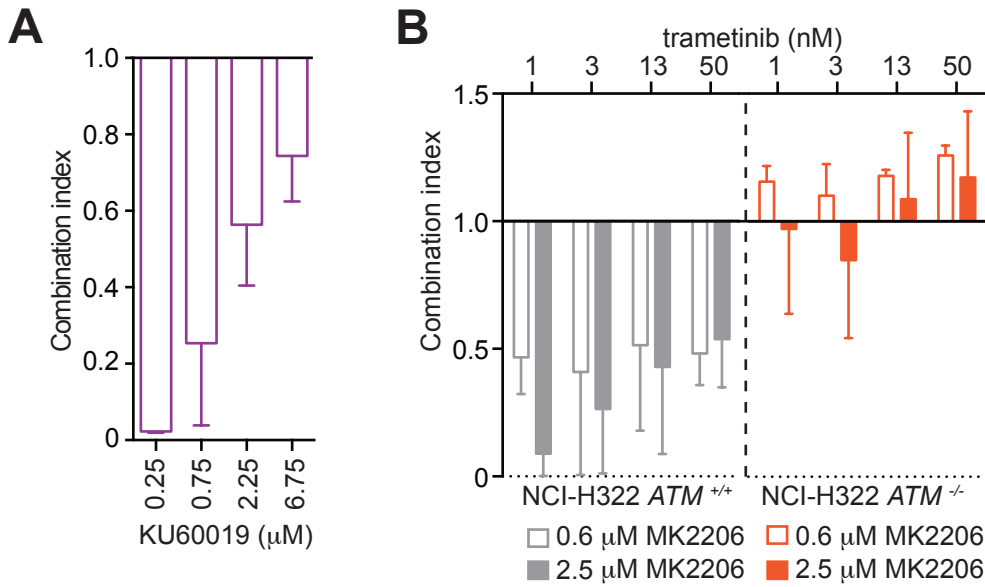 A
Combination index
1.0
0.8
0.6
0.4
0.2
0
0.25
0.75
2.25
6.75
KU60019 (μM)
B
trametinib (nM)
1 3 13 50 1 3 13 50
Combination index
1.5
1.0
0.5
0
NCI-H322 ATM +/+
NCI-H322 ATM -/-
0.6 μM MK2206
2.5 μM MK2206
0.6 μM MK2206
2.5 μM MK2206